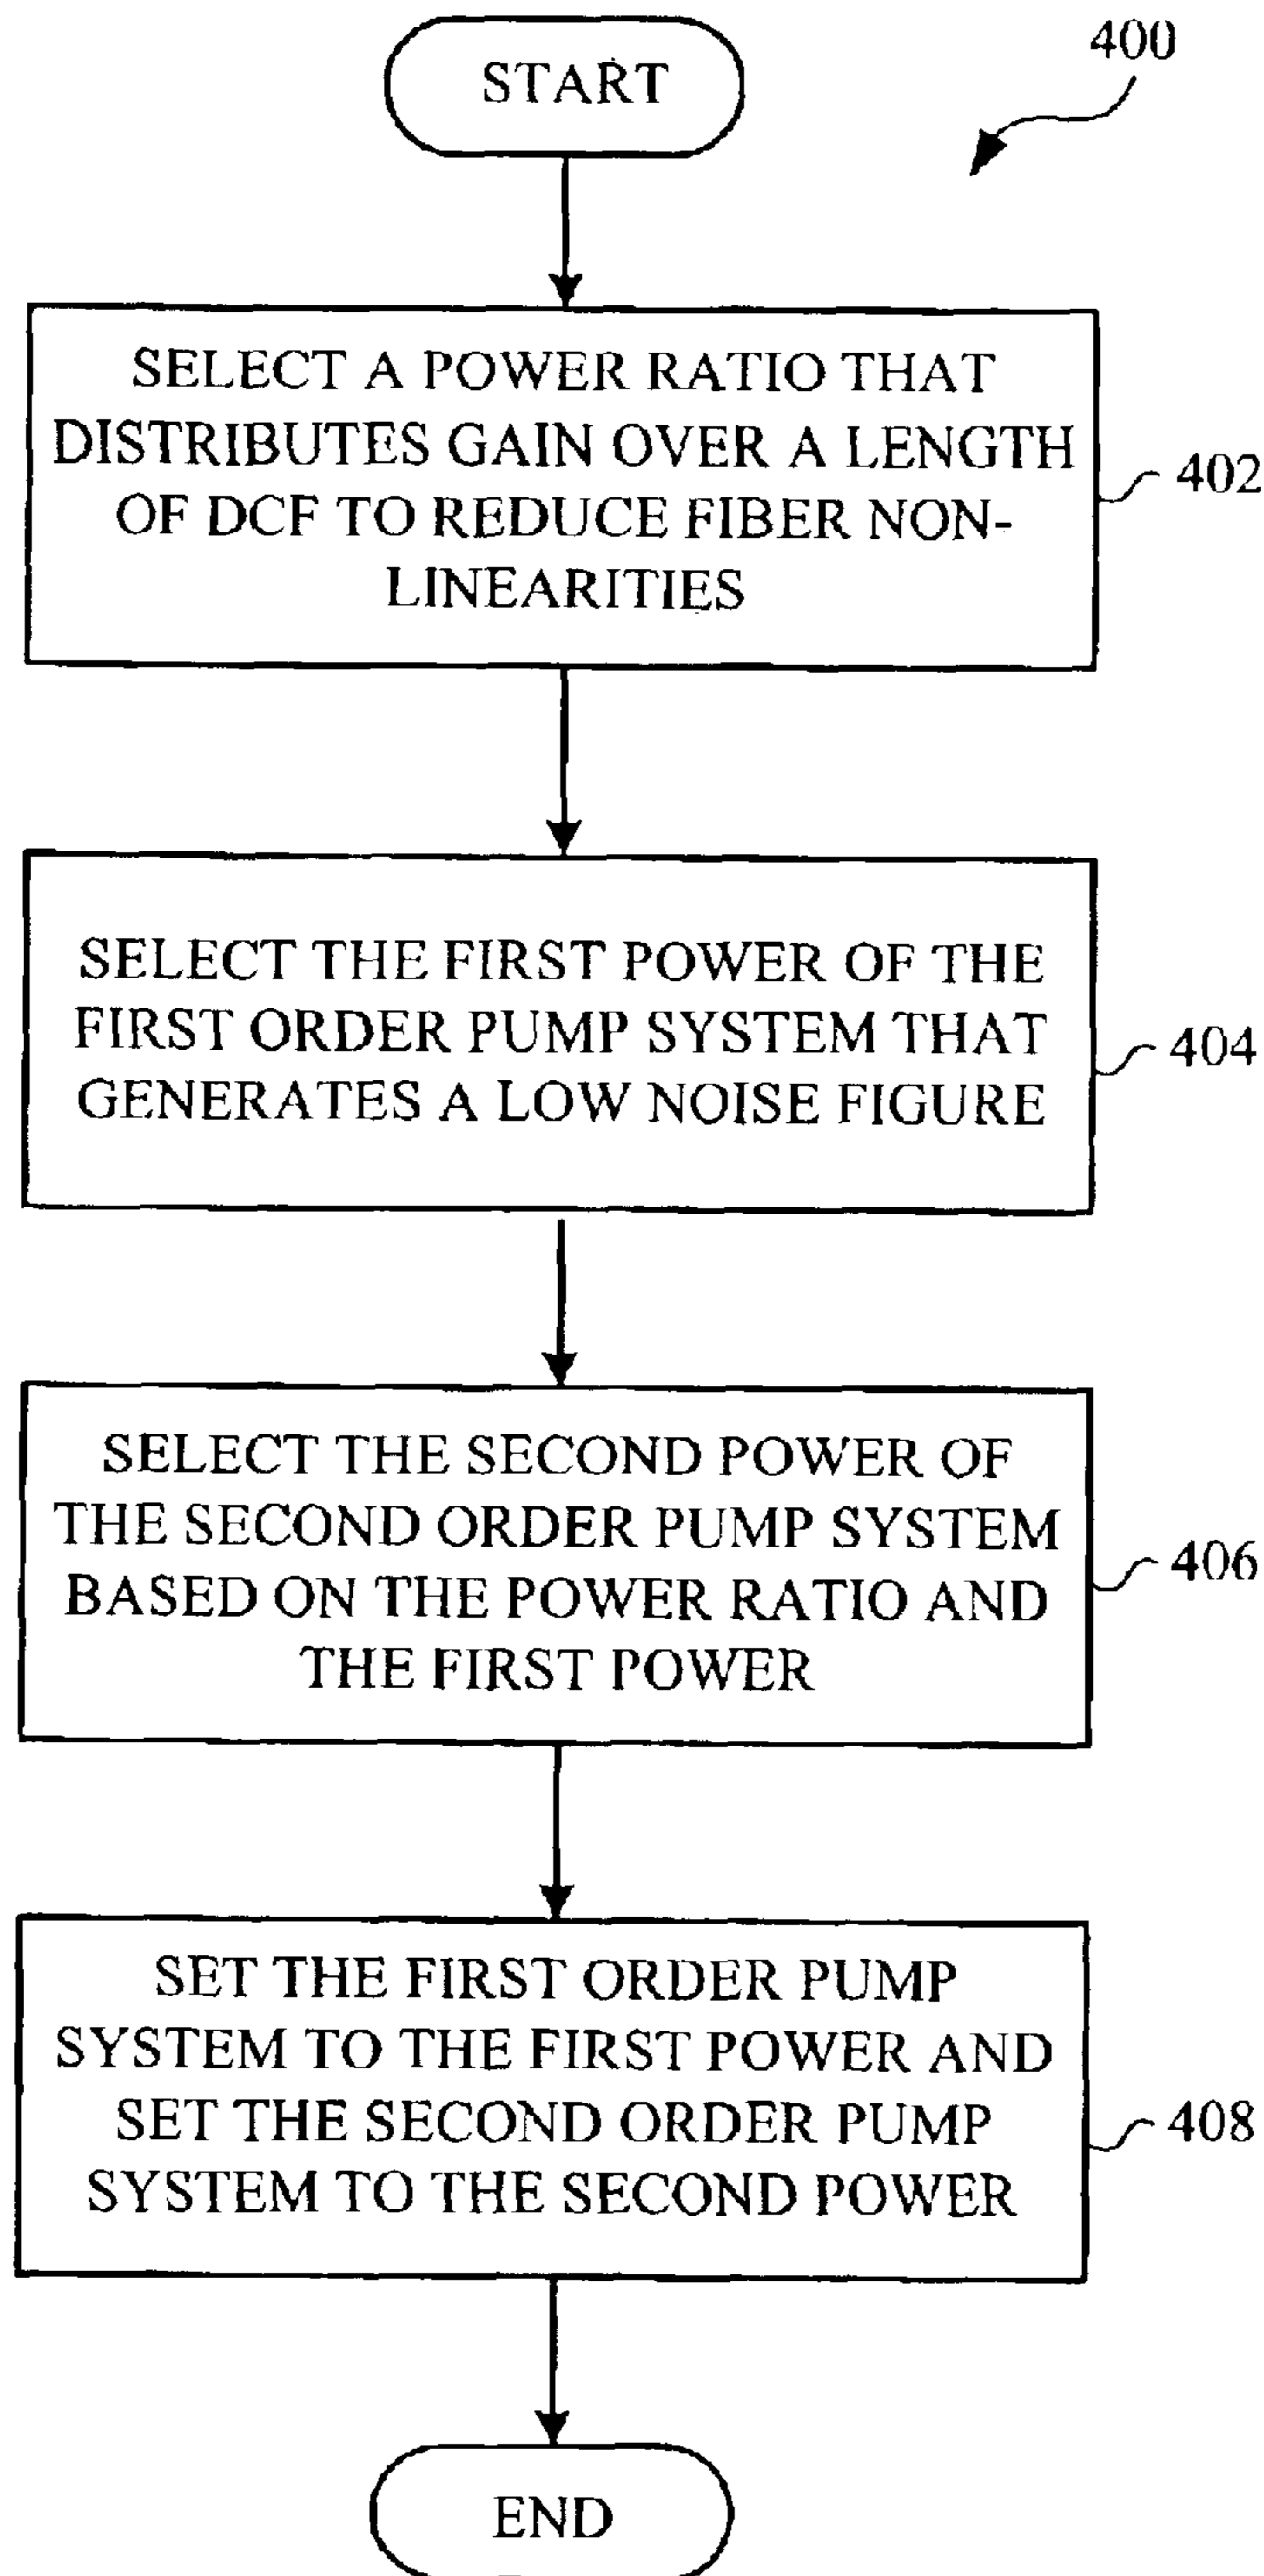 START
400
SELECT A POWER RATIO THAT
DISTRIBUTES GAIN OVER A LENGTH
OF DCF TO REDUCE FIBER NON-
LINEARITIES
402
SELECT THE FIRST POWER OF THE
FIRST ORDER PUMP SYSTEM THAT
GENERATES A LOW NOISE FIGURE
404
SELECT THE SECOND POWER OF
THE SECOND ORDER PUMP SYSTEM
BASED ON THE POWER RATIO AND
THE FIRST POWER
406
SET THE FIRST ORDER PUMP
SYSTEM TO THE FIRST POWER AND
SET THE SECOND ORDER PUMP
SYSTEM TO THE SECOND POWER
408
END